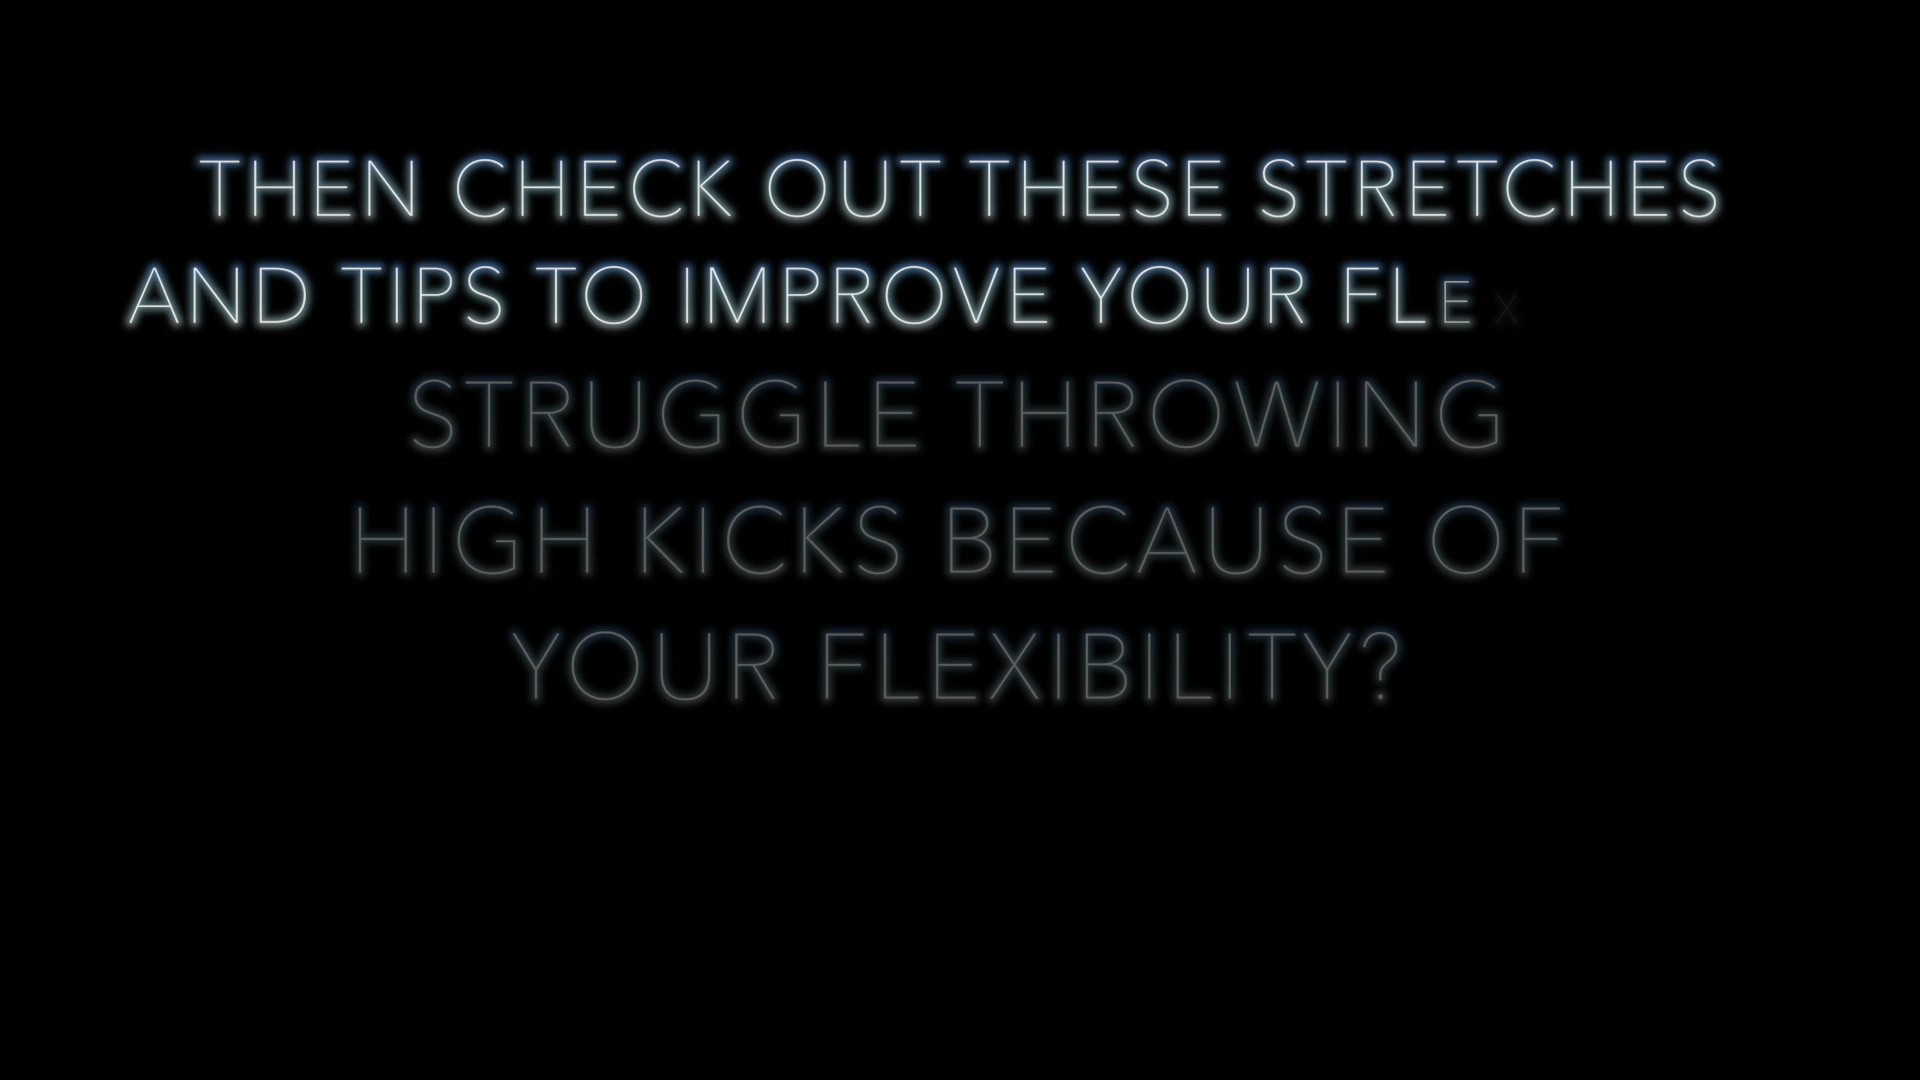 THEN CHECK OUT THESE STRETCHES
AND TIPS TO IMPROVE YOUR FLEX
STRUGGLE THROWING
HIGH KICKS BECAUSE OF
YOUR FLEXIBILITY?